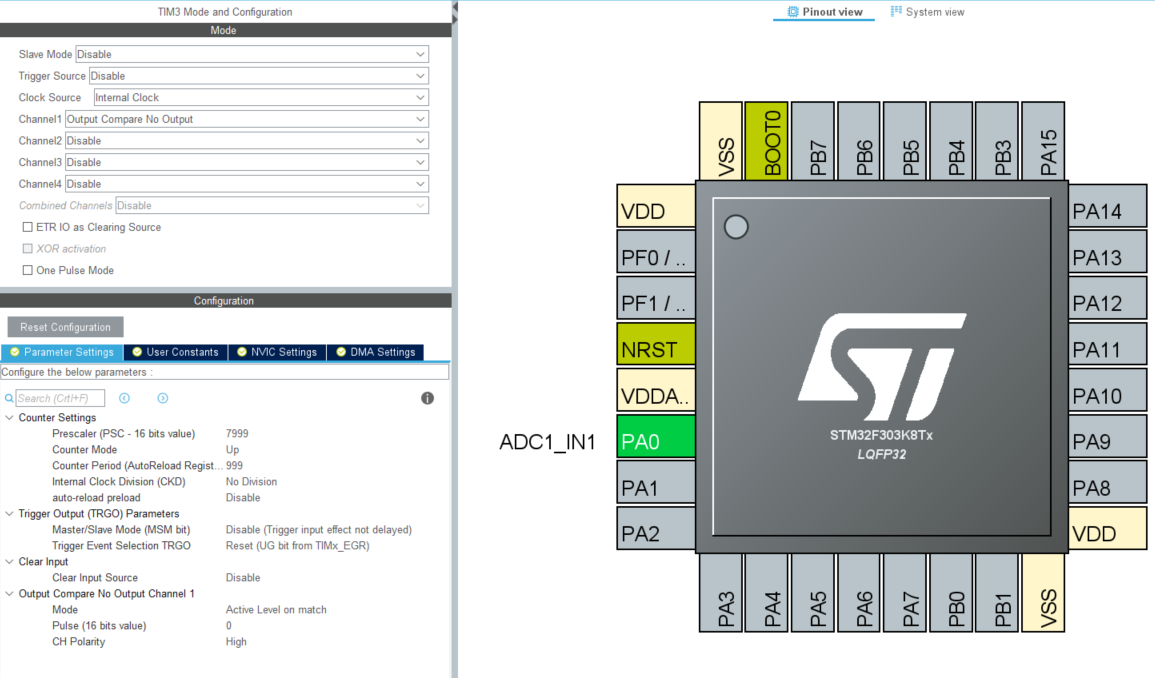 TIM3 Mode and Configuration
Mode
Slave Mode Disable
Trigger Source Disable
Clock Source Internal Clock
Channel1 Output Compare No Output
Channel2 Disable
Channel3 Disable
Channel4 Disable
Combined Channels Disable
ETR IO as Clearing Source
XOR activation
One Pulse Mode
Configuration
Reset Configuration
Parameter Settings User Constants NVIC Settings DMA Settings
Configure the below parameters :
Search (Crtl+F)
Counter Settings
Prescaler (PSC - 16 bits value) 7999
Counter Mode Up
Counter Period (AutoReload Regist... 999
Internal Clock Division (CKD) No Division
auto-reload preload Disable
Trigger Output (TRGO) Parameters
Master/Slave Mode (MSM bit) Disable (Trigger input effect not delayed)
Trigger Event Selection TRGO Reset (UG bit from TIMx_EGR)
Clear Input
Clear Input Source Disable
Output Compare No Output Channel 1
Mode Active Level on match
Pulse (16 bits value) 0
CH Polarity High
Pinout view System view
VSS BOOT0 PB7 PB6 PB5 PB4 PB3 PA15
VDD
PF0 / ..
PF1 / ..
NRST
VDDA..
ADC1_IN1 PA0
PA1
PA2
STM32F303K8Tx
LQFP32
PA14
PA13
PA12
PA11
PA10
PA9
PA8
VDD
PA3 PA4 PA5 PA6 PA7 PB0 PB1 VSS